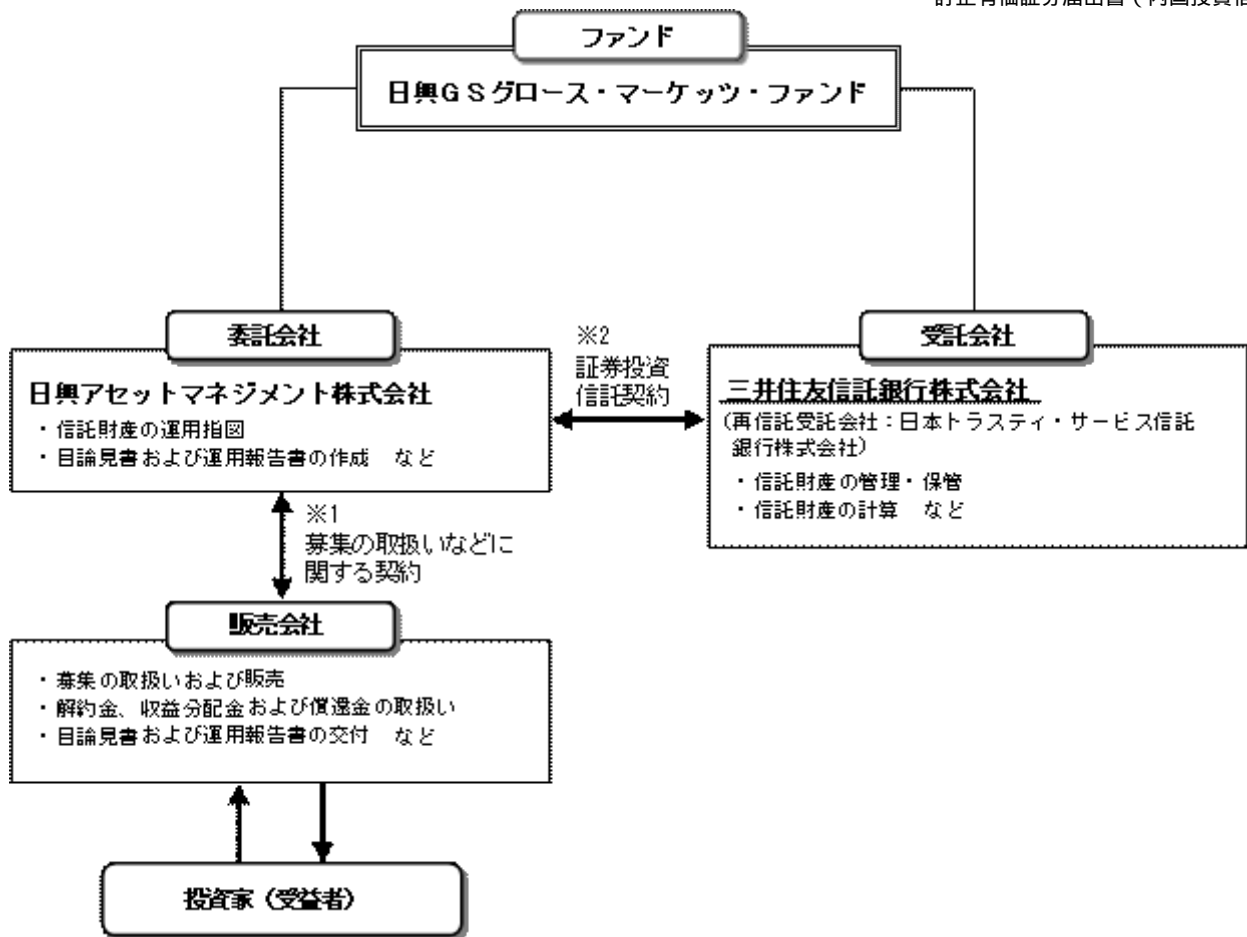 ファンド
日興GSグロース・マーケッツ・ファンド
委託会社
日興アセットマネジメント株式会社
・信託財産の運用指図
・目論見書および運用報告書の作成　など
※2
証券投資
信託契約
受託会社
三井住友信託銀行株式会社
(再信託受託会社：日本トラスティ・サービス信託
銀行株式会社)
・信託財産の管理・保管
・信託財産の計算　など
※1
募集の取扱いなどに
関する契約
販売会社
・募集の取扱いおよび販売
・解約金、収益分配金および償還金の取扱い
・目論見書および運用報告書の交付　など
投資家（受益者）